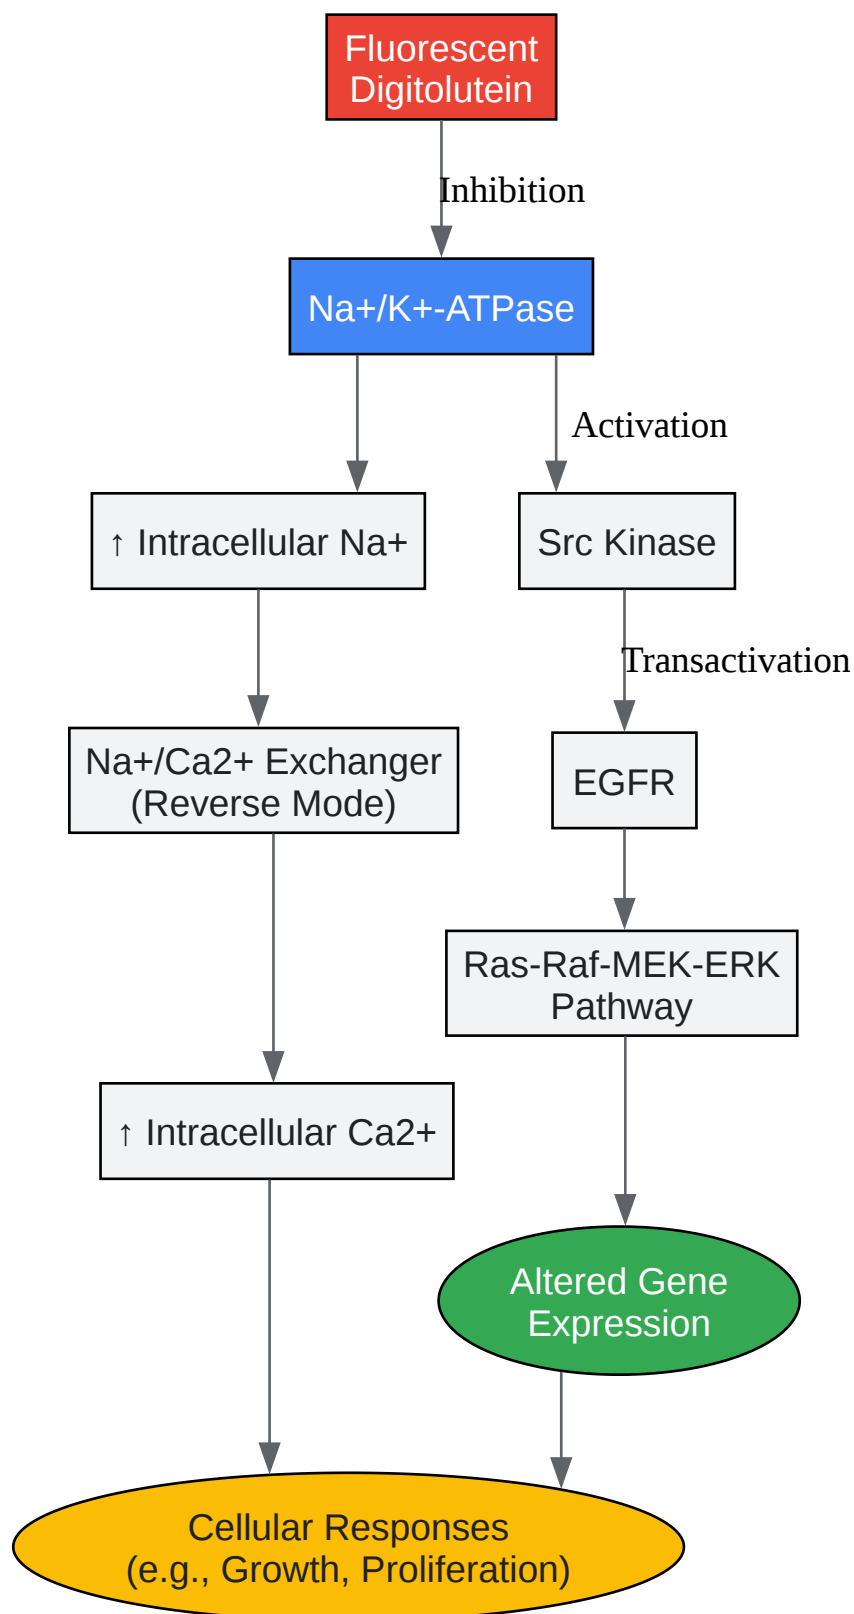 Fluorescent
Digitolutein
Inhibition
Na+/K+-ATPase
Activation
↑ Intracellular Na+
Src Kinase
Transactivation
Na+/Ca2+ Exchanger
(Reverse Mode)
EGFR
Ras-Raf-MEK-ERK
Pathway
↑ Intracellular Ca2+
Altered Gene
Expression
Cellular Responses
(e.g., Growth, Proliferation)